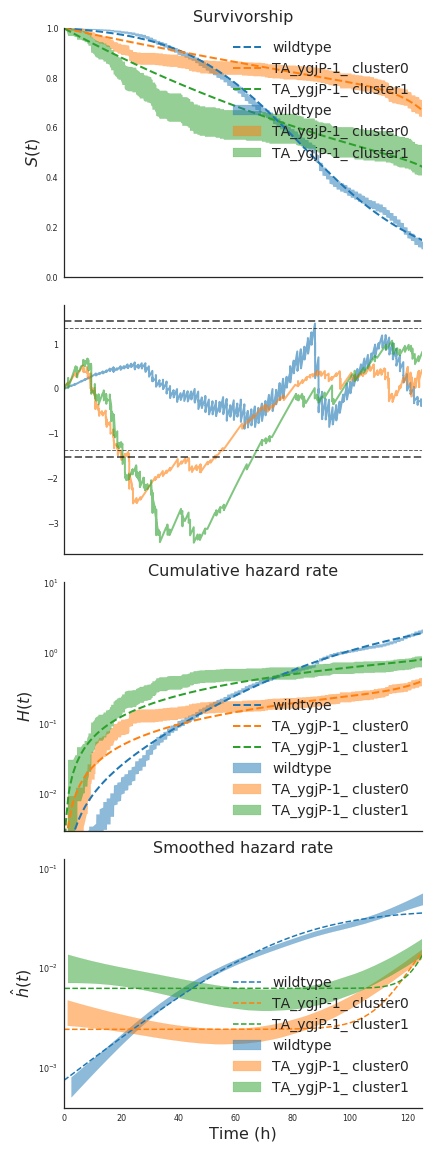 Survivorship
1.0
0.8
0.6
0.4
0.2
0.0
S(t)
wildtype
TA_ygjP-1_ cluster0
TA_ygjP-1_ cluster1
wildtype
TA_ygjP-1_ cluster0
TA_ygjP-1_ cluster1
1
0
−1
−2
−3
Cumulative hazard rate
10^1
10^0
10^−1
10^−2
H(t)
wildtype
TA_ygjP-1_ cluster0
TA_ygjP-1_ cluster1
wildtype
TA_ygjP-1_ cluster0
TA_ygjP-1_ cluster1
Smoothed hazard rate
10^−1
10^−2
10^−3
ĥ(t)
wildtype
TA_ygjP-1_ cluster0
TA_ygjP-1_ cluster1
wildtype
TA_ygjP-1_ cluster0
TA_ygjP-1_ cluster1
0 20 40 60 80 100 120
Time (h)